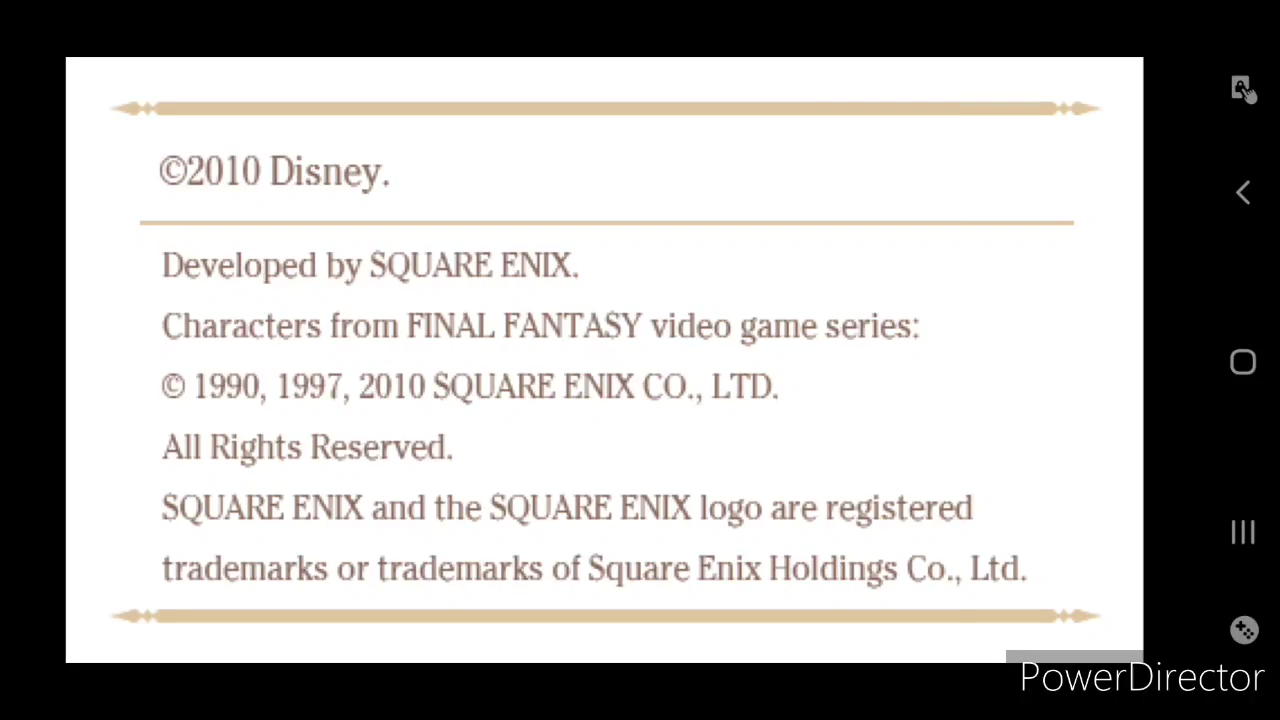 ©2010 Disney.
Developed by SQUARE ENIX.
Characters from FINAL FANTASY video game series:
© 1990, 1997, 2010 SQUARE ENIX CO., LTD.
All Rights Reserved.
SQUARE ENIX and the SQUARE ENIX logo are registered
trademarks or trademarks of Square Enix Holdings Co., Ltd.
PowerDirector